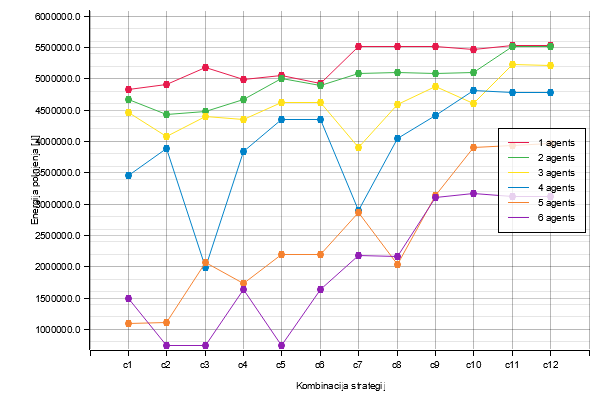 6000000.0
5500000.0
5000000.0
4500000.0
4000000.0
3500000.0
3000000.0
2500000.0
2000000.0
1500000.0
1000000.0
Energija polnjenja [J]
1 agents
2 agents
3 agents
4 agents
5 agents
6 agents
c1 c2 c3 c4 c5 c6 c7 c8 c9 c10 c11 c12
Kombinacija strategij